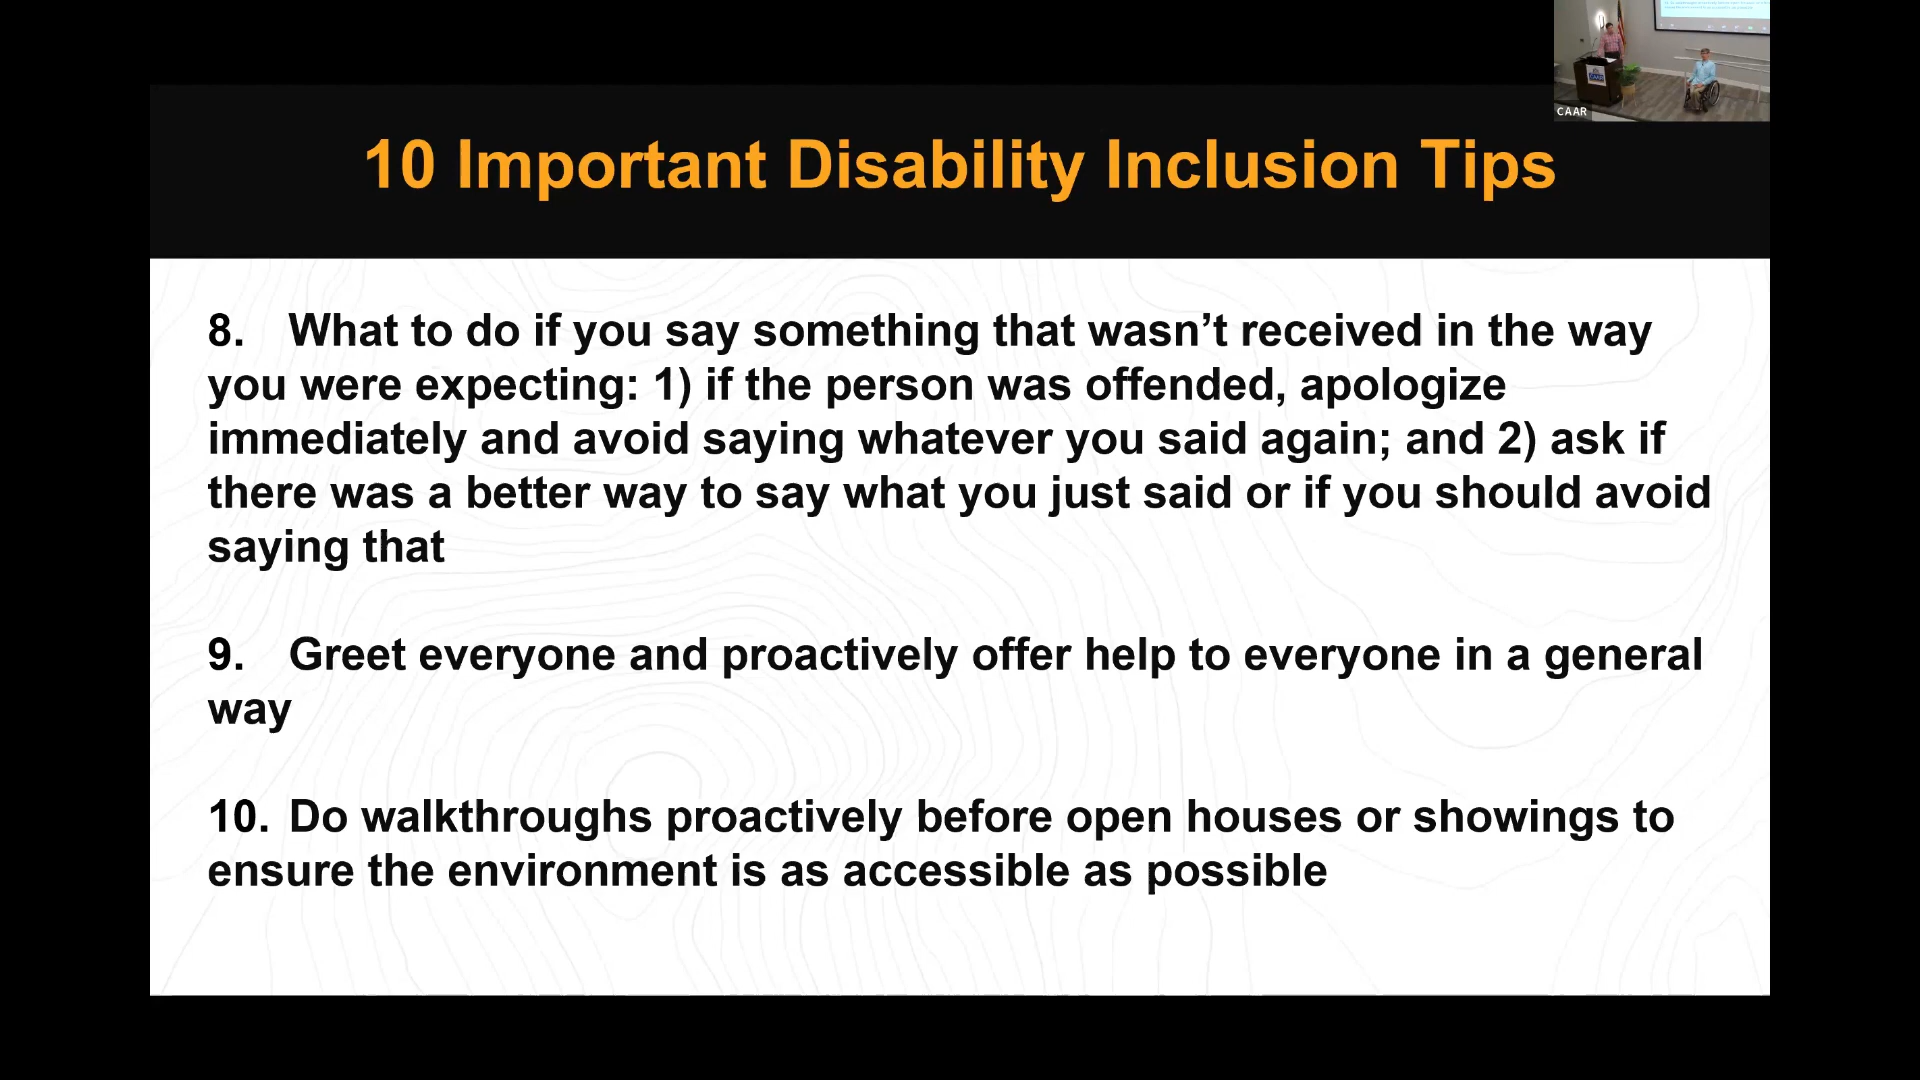 CAAR
10 Important Disability Inclusion Tips
8. What to do if you say something that wasn’t received in the way
you were expecting: 1) if the person was offended, apologize
immediately and avoid saying whatever you said again; and 2) ask if
there was a better way to say what you just said or if you should avoid
saying that
9. Greet everyone and proactively offer help to everyone in a general
way
10. Do walkthroughs proactively before open houses or showings to
ensure the environment is as accessible as possible